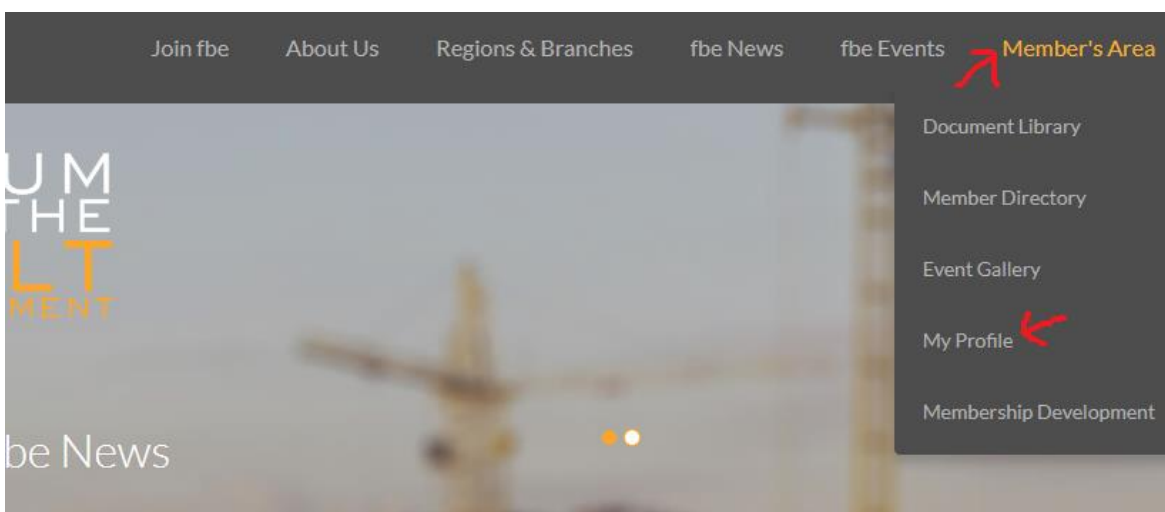 Join fbe About Us Regions & Branches fbe News fbe Events Member's Area
Document Library
Member Directory
Event Gallery
My Profile
Membership Development
UM
THE
LT
MENT
be News